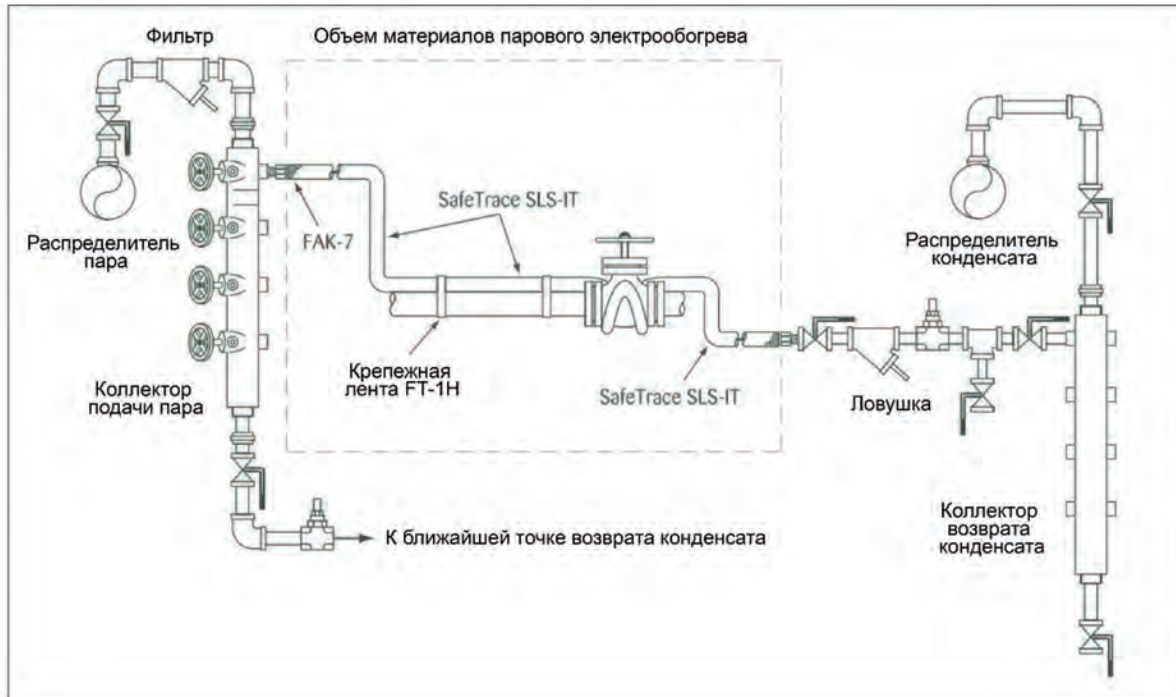 Фильтр
Объем материалов парового электрообогрева
SafeTrace SLS-IT
FAK-7
Распределитель
пара
Распределитель
конденсата
Крепежная
лента FT-1H
Коллектор
подачи пара
SafeTrace SLS-IT
Ловушка
Коллектор
возврата
конденсата
К ближайшей точке возврата конденсата